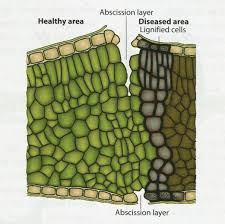 Abscission layer
Healthy area
Diseased area
Lignified cells
Abscission layer